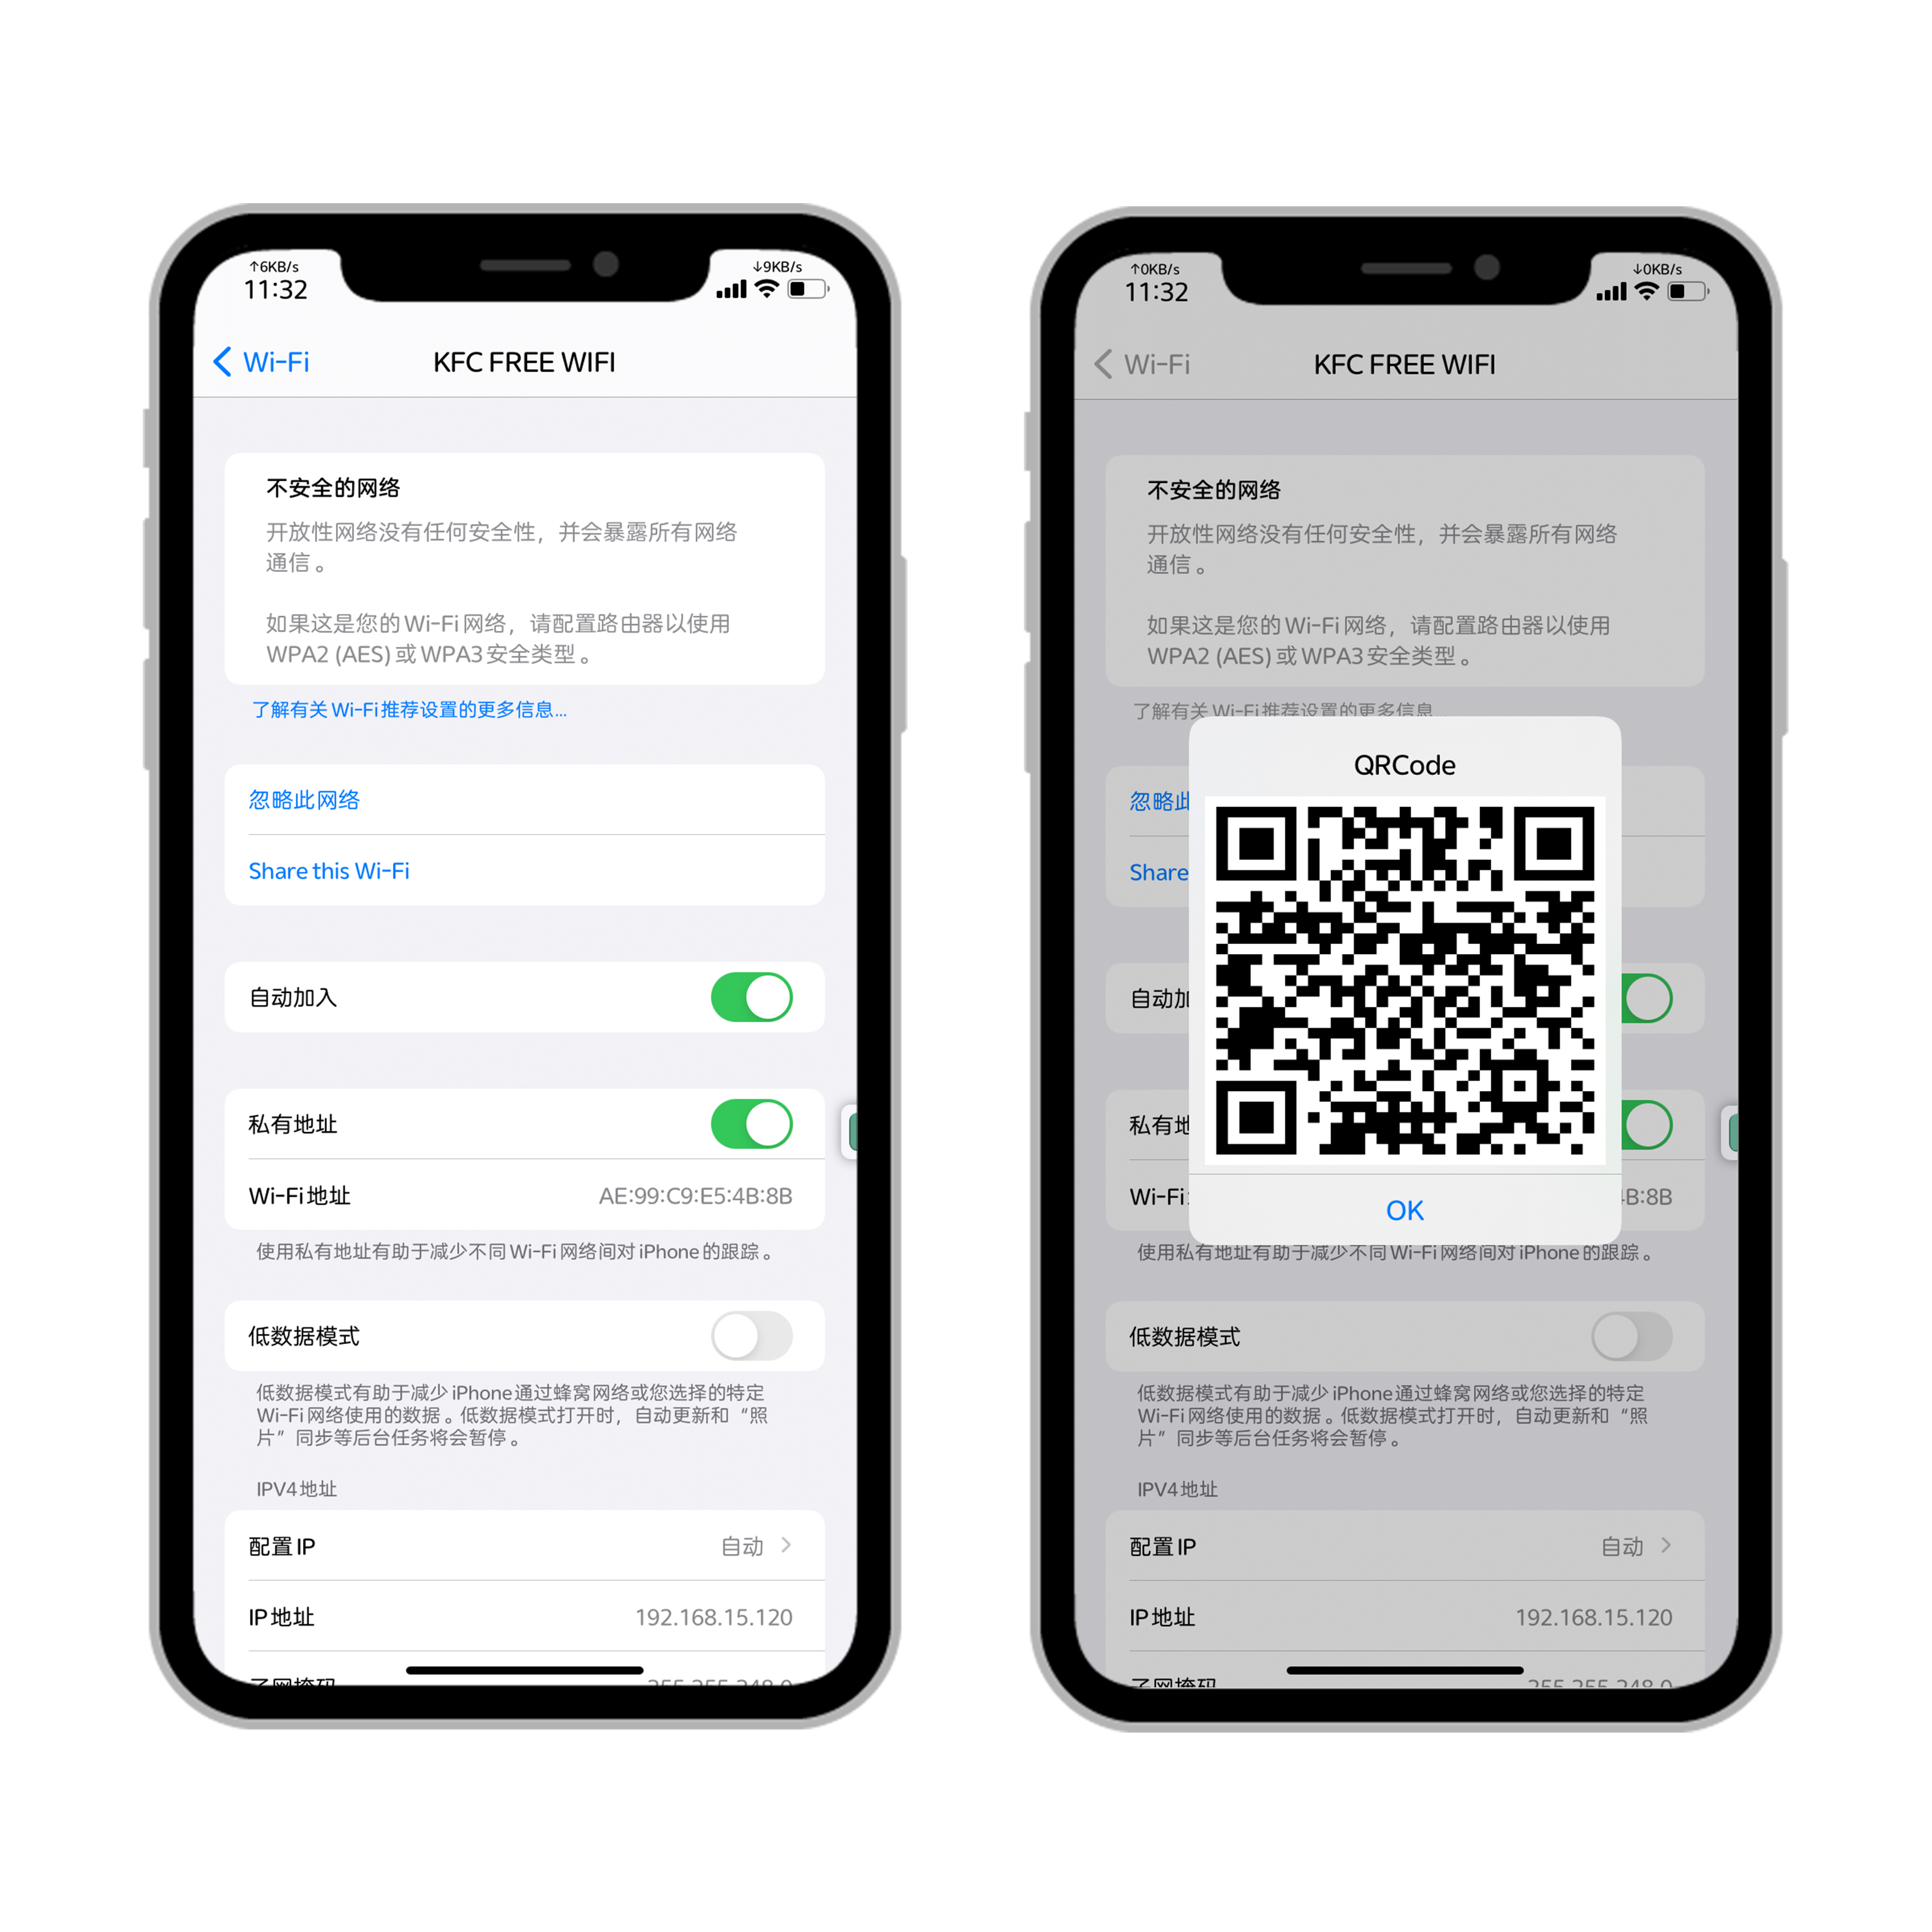 ↑6KB/s
11:32
↓9KB/s
Wi-Fi
KFC FREE WIFI
不安全的网络
开放性网络没有任何安全性，并会暴露所有网络
通信。
如果这是您的Wi-Fi网络，请配置路由器以使用
WPA2 (AES)或WPA3安全类型。
了解有关Wi-Fi推荐设置的更多信息...
忽略此网络
Share this Wi-Fi
自动加入
私有地址
Wi-Fi地址 AE:99:C9:E5:4B:8B
使用私有地址有助于减少不同Wi-Fi网络间对iPhone的跟踪。
低数据模式
低数据模式有助于减少iPhone通过蜂窝网络或您选择的特定
Wi-Fi网络使用的数据。低数据模式打开时，自动更新和“照
片”同步等后台任务将会暂停。
IPV4地址
配置IP 自动
IP地址 192.168.15.120
子网掩码 255.255.248.0
↑0KB/s
11:32
↓0KB/s
Wi-Fi
KFC FREE WIFI
不安全的网络
开放性网络没有任何安全性，并会暴露所有网络
通信。
如果这是您的Wi-Fi网络，请配置路由器以使用
WPA2 (AES)或WPA3安全类型。
了解有关Wi-Fi推荐设置的更多信息
QRCode
忽略此
Share
自动加
私有地
Wi-Fi 4B:8B
OK
使用私有地址有助于减少不同Wi-Fi网络间对iPhone的跟踪。
低数据模式
低数据模式有助于减少iPhone通过蜂窝网络或您选择的特定
Wi-Fi网络使用的数据。低数据模式打开时，自动更新和“照
片”同步等后台任务将会暂停。
IPV4地址
配置IP 自动
IP地址 192.168.15.120
子网掩码 255.255.248.0